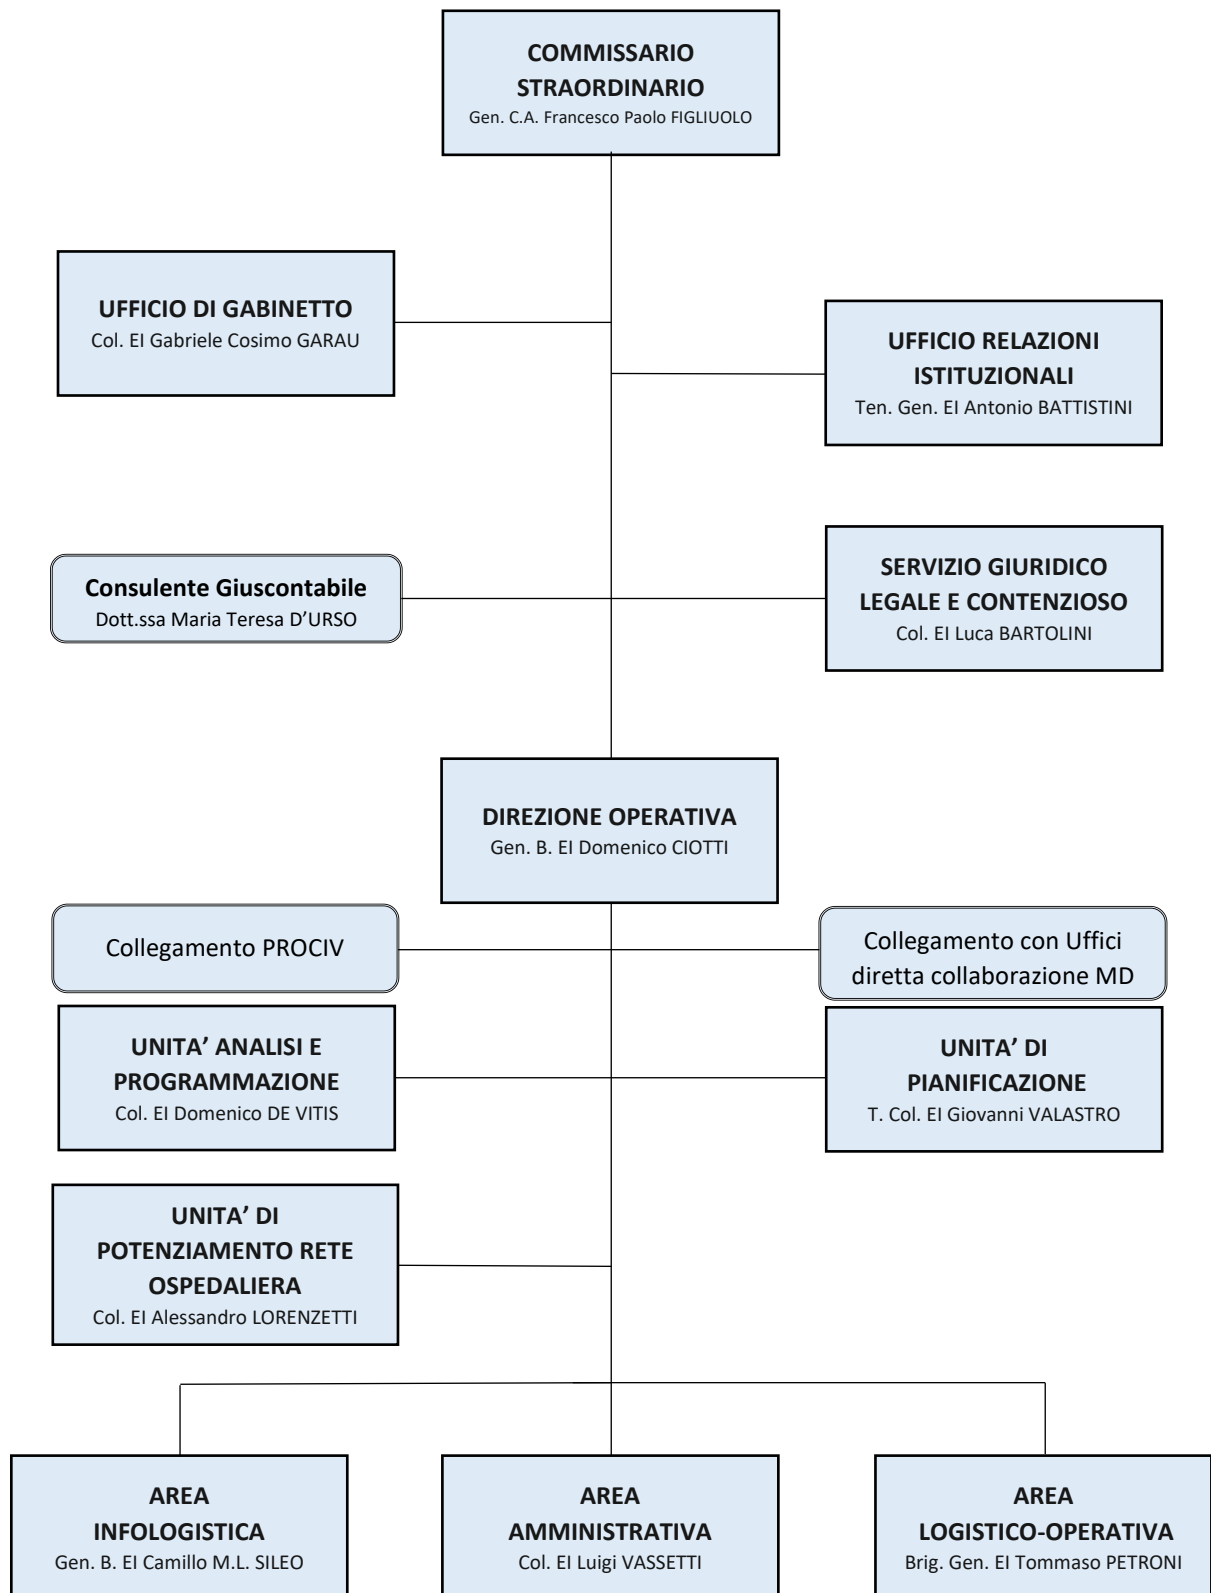 COMMISSARIO
STRAORDINARIO
Gen. C.A. Francesco Paolo FIGLIUOLO
UFFICIO DI GABINETTO
Col. EI Gabriele Cosimo GARAU
UFFICIO RELAZIONI
ISTITUZIONALI
Ten. Gen. EI Antonio BATTISTINI
Consulente Giuscontabile
Dott.ssa Maria Teresa D’URSO
SERVIZIO GIURIDICO
LEGALE E CONTENZIOSO
Col. EI Luca BARTOLINI
DIREZIONE OPERATIVA
Gen. B. EI Domenico CIOTTI
Collegamento PROCIV
Collegamento con Uffici
diretta collaborazione MD
UNITA’ ANALISI E
PROGRAMMAZIONE
Col. EI Domenico DE VITIS
UNITA’ DI
PIANIFICAZIONE
T. Col. EI Giovanni VALASTRO
UNITA’ DI
POTENZIAMENTO RETE
OSPEDALIERA
Col. EI Alessandro LORENZETTI
AREA
INFOLOGISTICA
Gen. B. EI Camillo M.L. SILEO
AREA
AMMINISTRATIVA
Col. EI Luigi VASSETTI
AREA
LOGISTICO-OPERATIVA
Brig. Gen. EI Tommaso PETRONI